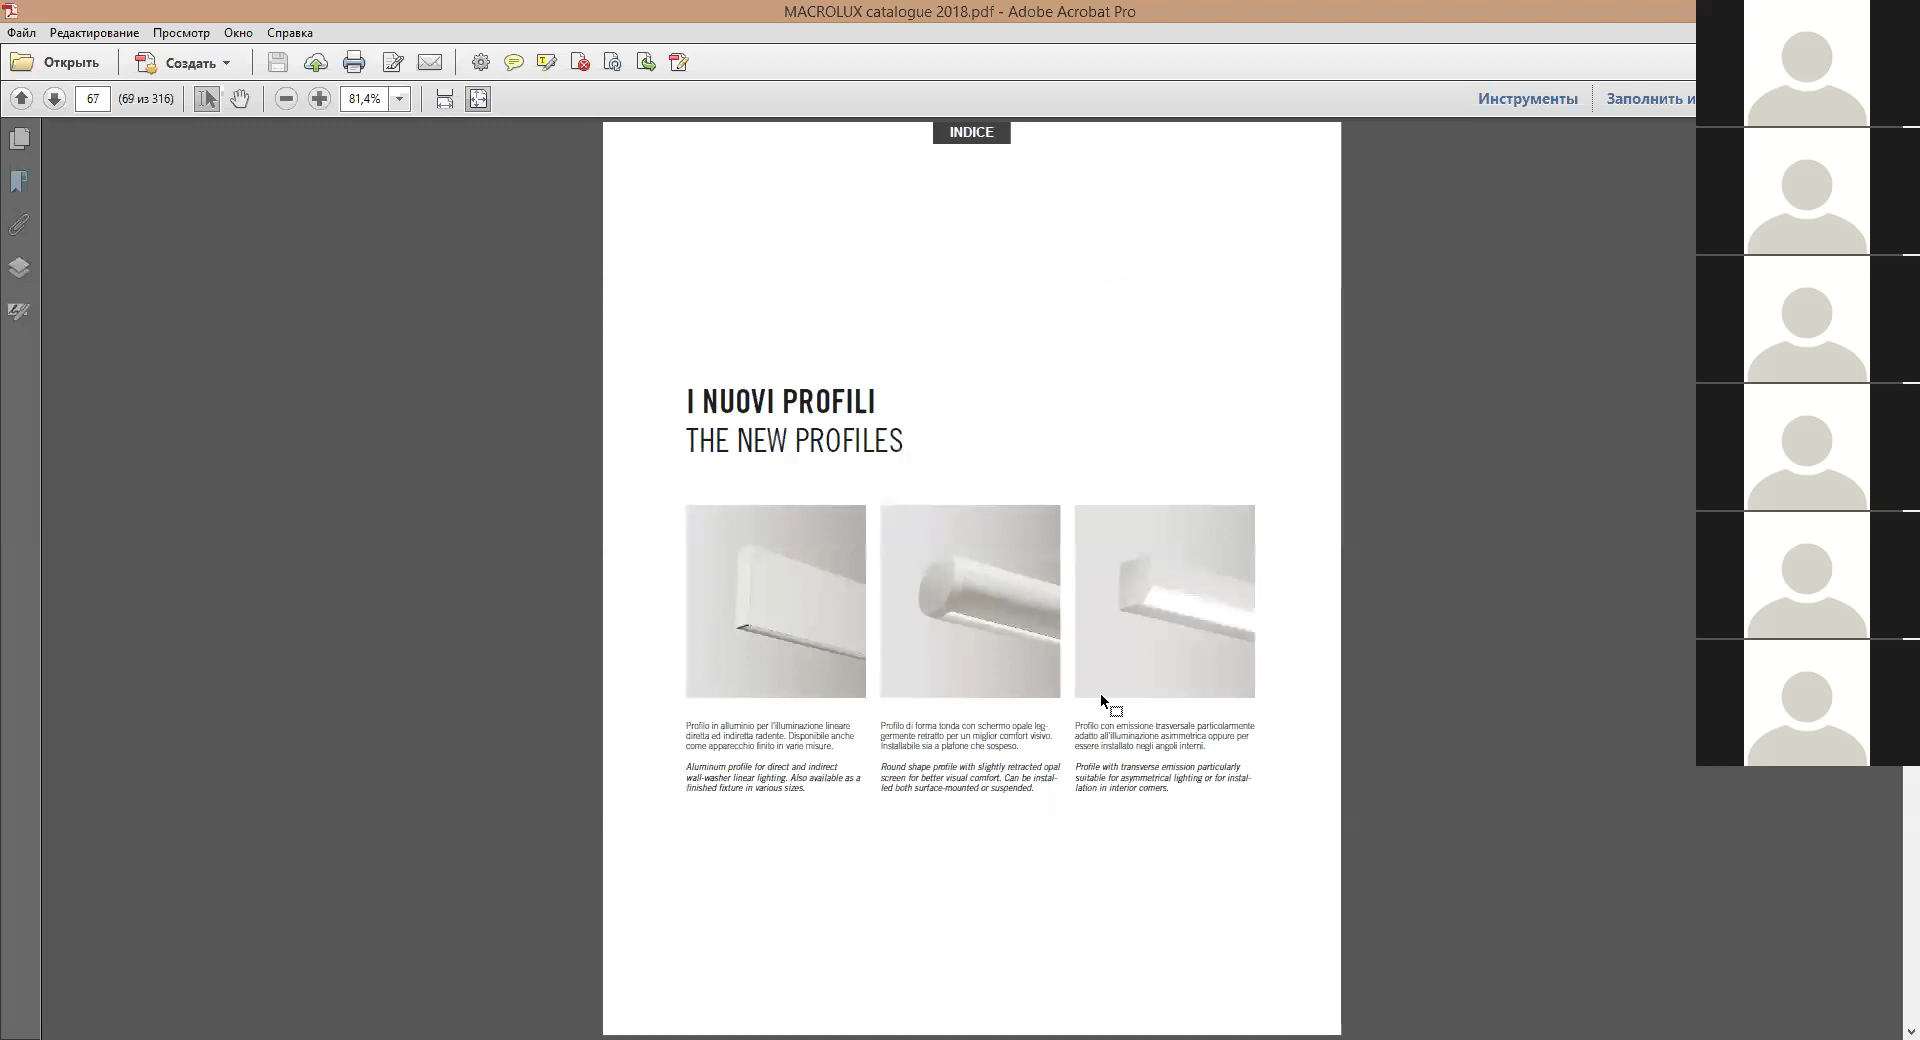 MACROLUX catalogue 2018.pdf - Adobe Acrobat Pro
Файл Редактирование Просмотр Окно Справка
Открыть Создать
67 (69 из 316) 81,4% Инструменты Заполнить и
INDICE
I NUOVI PROFILI
THE NEW PROFILES
Profilo in alluminio per l'illuminazione lineare
diretta ed indiretta radente. Disponibile anche
come apparecchio finito in varie misure.
Aluminum profile for direct and indirect
wall-washer linear lighting. Also available as a
finished fixture in various sizes.
Profilo di forma tonda con schermo opale leg-
germente retratto per un miglior comfort visivo.
Installabile sia a plafone che sospeso.
Round shape profile with slightly retracted opal
screen for better visual comfort. Can be instal-
led both surface-mounted or suspended.
Profilo con emissione trasversale particolarmente
adatto all'illuminazione asimmetrica oppure per
essere installato negli angoli interni.
Profile with transverse emission particularly
suitable for asymmetrical lighting or for instal-
lation in interior corners.